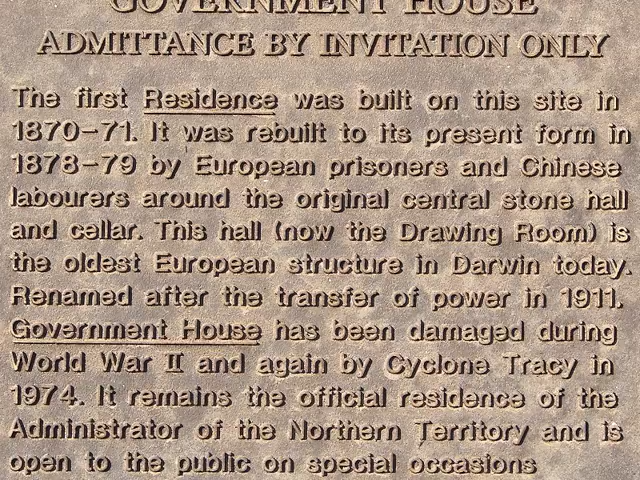 GOVERNMENT HOUSE
ADMITTANCE BY INVITATION ONLY
The first Residence was built on this site in
1870-71. It was rebuilt to its present form in
1878-79 by European prisoners and Chinese
labourers around the original central stone hall
and cellar. This hall (now the Drawing Room) is
the oldest European structure in Darwin today.
Renamed after the transfer of power in 1911.
Government House has been damaged during
World War II and again by Cyclone Tracy in
1974. It remains the official residence of the
Administrator of the Northern Territory and is
open to the public on special occasions